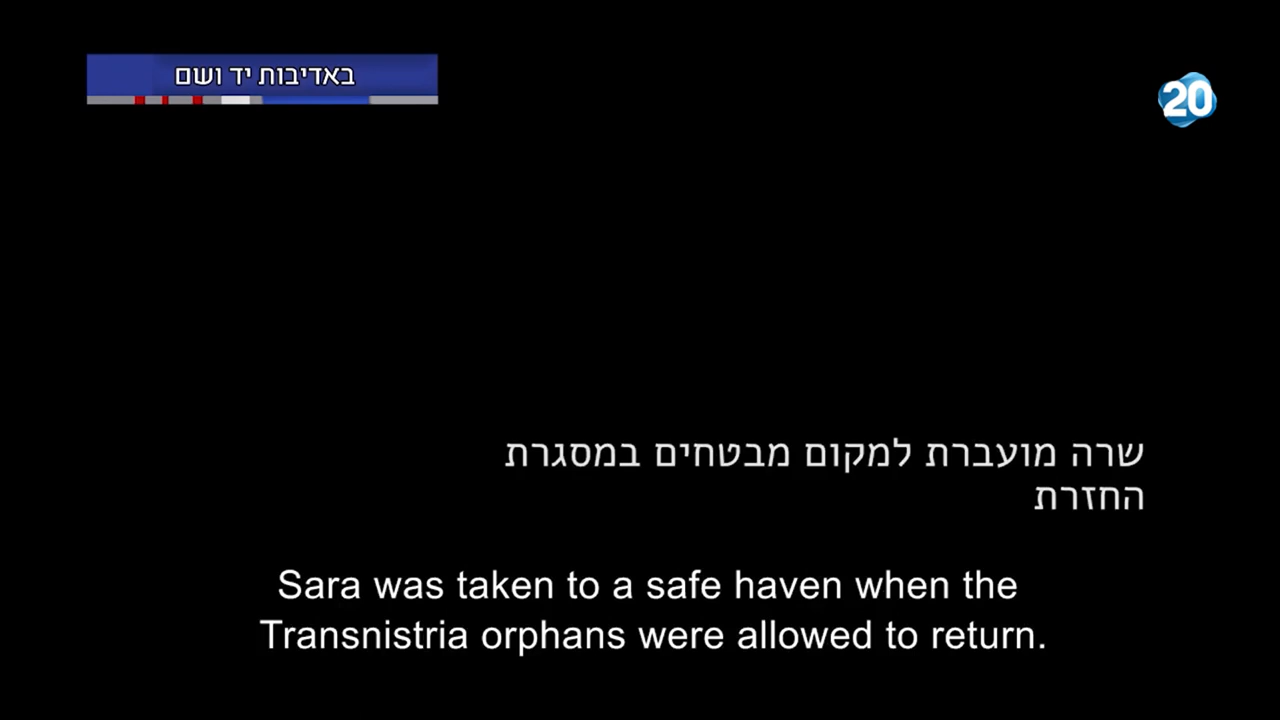 באדיבות יד ושם
20
שרה מועברת למקום מבטחים במסגרת
החזרת
Sara was taken to a safe haven when the
Transnistria orphans were allowed to return.